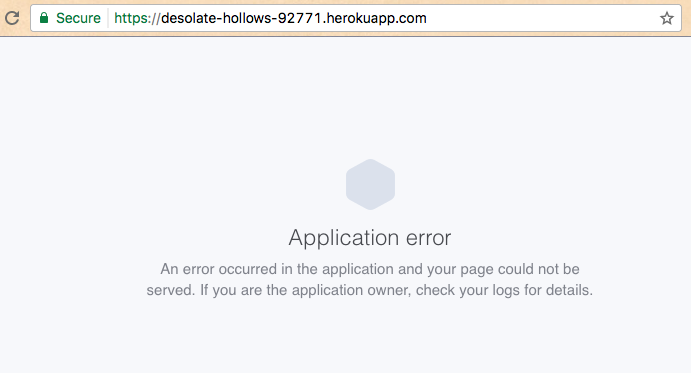 Secure https://desolate-hollows-92771.herokuapp.com
Application error
An error occurred in the application and your page could not be
served. If you are the application owner, check your logs for details.